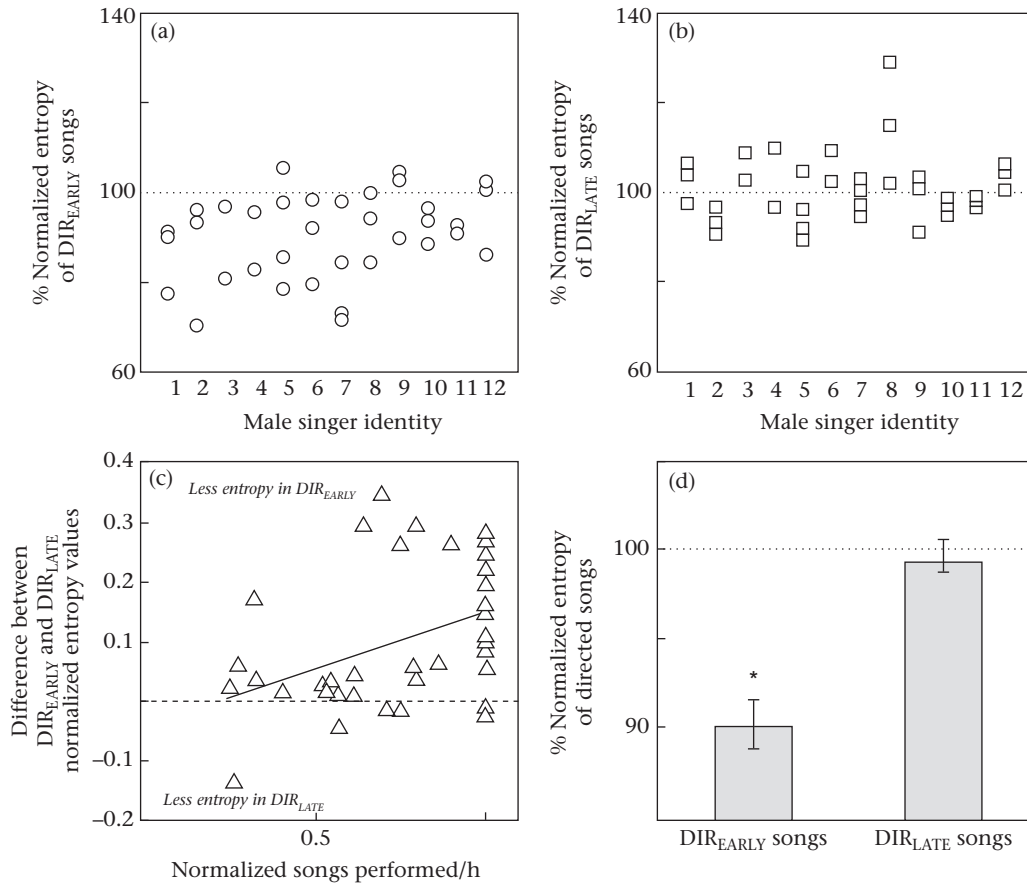 140
(a)
100
60
% Normalized entropy
of DIR_EARLY songs
1 2 3 4 5 6 7 8 9 10 11 12
Male singer identity
140
(b)
100
60
% Normalized entropy
of DIR_LATE songs
1 2 3 4 5 6 7 8 9 10 11 12
Male singer identity
0.4
(c)
Less entropy in DIR_EARLY
0.3
0.2
0.1
–0.1
–0.2
Difference between
DIR_EARLY and DIR_LATE
normalized entropy values
Less entropy in DIR_LATE
0.5
Normalized songs performed/h
(d)
100
90
*
% Normalized entropy
of directed songs
DIR_EARLY songs
DIR_LATE songs